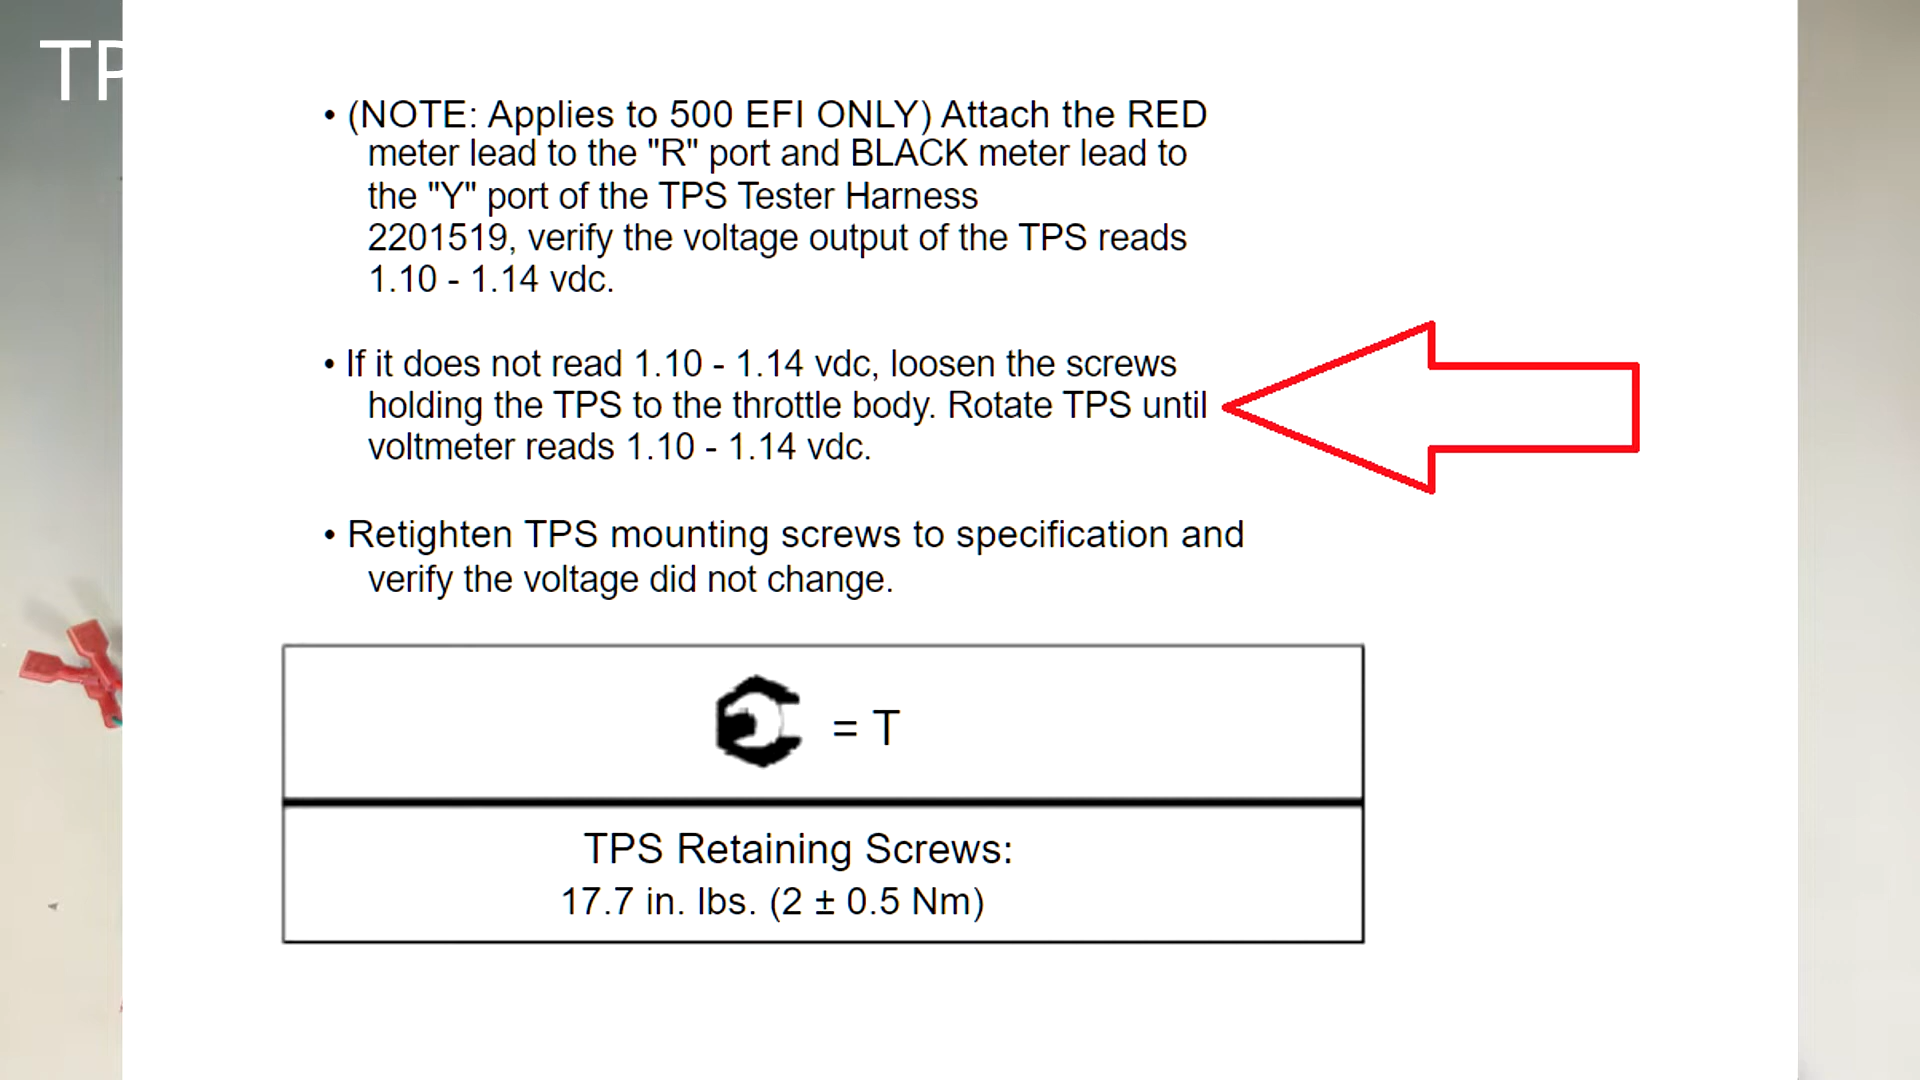 TP
• (NOTE: Applies to 500 EFI ONLY) Attach the RED
meter lead to the "R" port and BLACK meter lead to
the "Y" port of the TPS Tester Harness
2201519, verify the voltage output of the TPS reads
1.10 - 1.14 vdc.
• If it does not read 1.10 - 1.14 vdc, loosen the screws
holding the TPS to the throttle body. Rotate TPS until
voltmeter reads 1.10 - 1.14 vdc.
• Retighten TPS mounting screws to specification and
verify the voltage did not change.
= T
TPS Retaining Screws:
17.7 in. lbs. (2 ± 0.5 Nm)